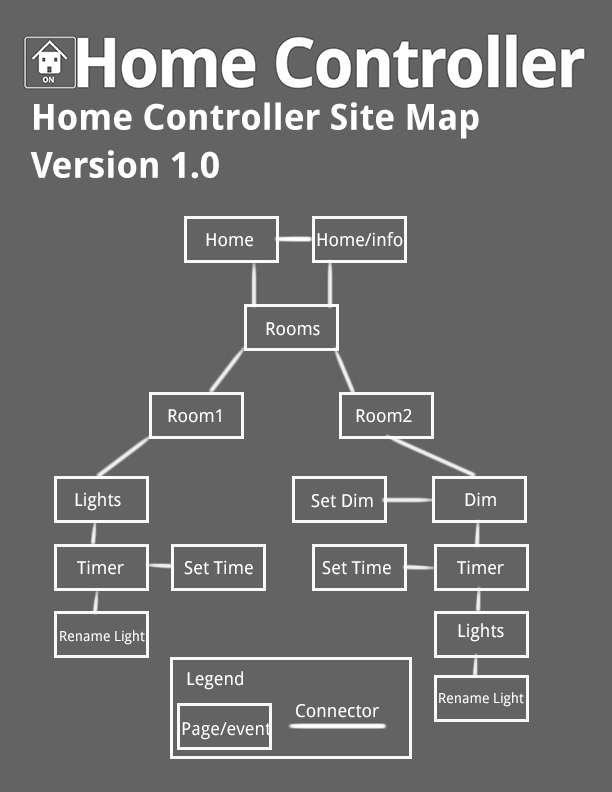 ON
Home Controller
Home Controller Site Map
Version 1.0
Home
Home/info
Rooms
Room1
Room2
Lights
Set Dim
Dim
Timer
Set Time
Set Time
Timer
Rename Light
Lights
Rename Light
Legend
Page/event
Connector